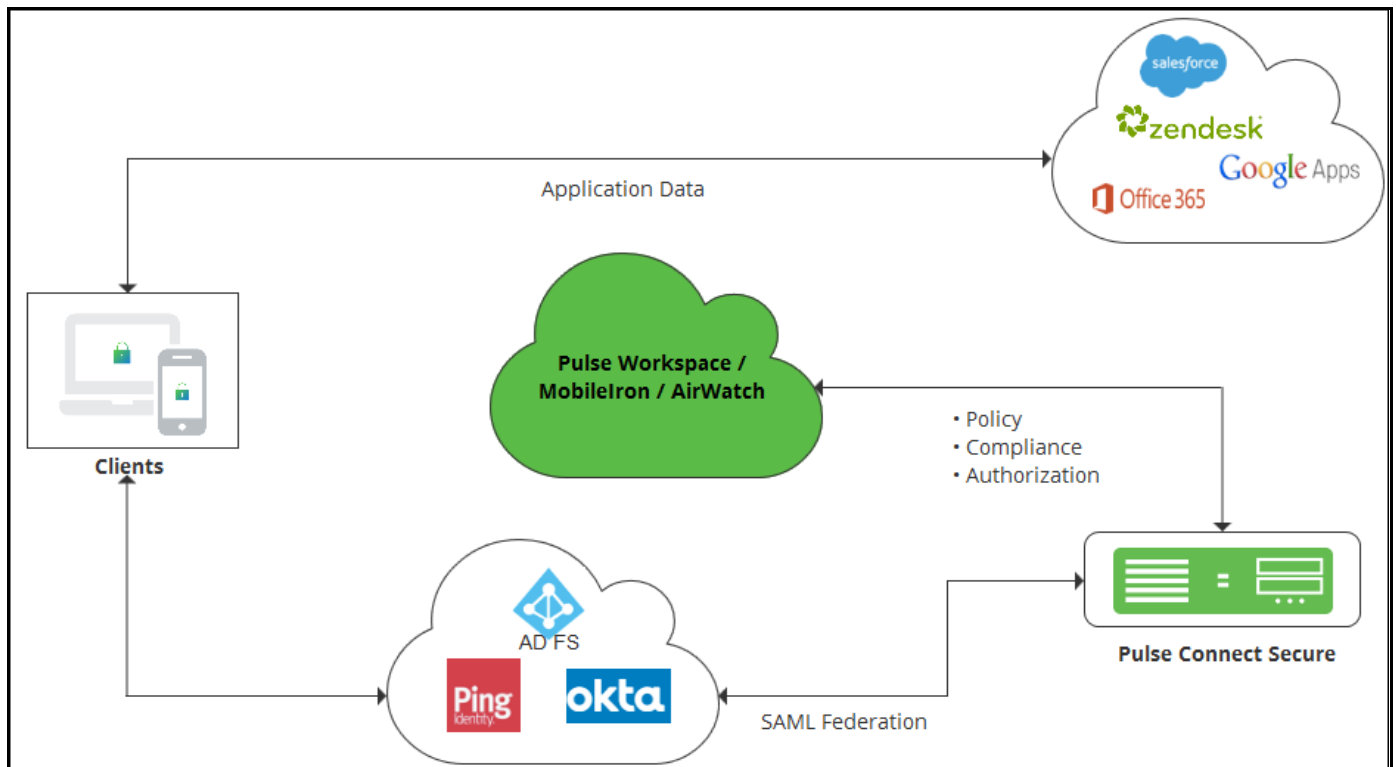 salesforce
zendesk
Google Apps
Office 365
Application Data
Pulse Workspace /
MobileIron / AirWatch
• Policy
• Compliance
• Authorization
Clients
AD FS
Ping
Identity.
okta
SAML Federation
Pulse Connect Secure